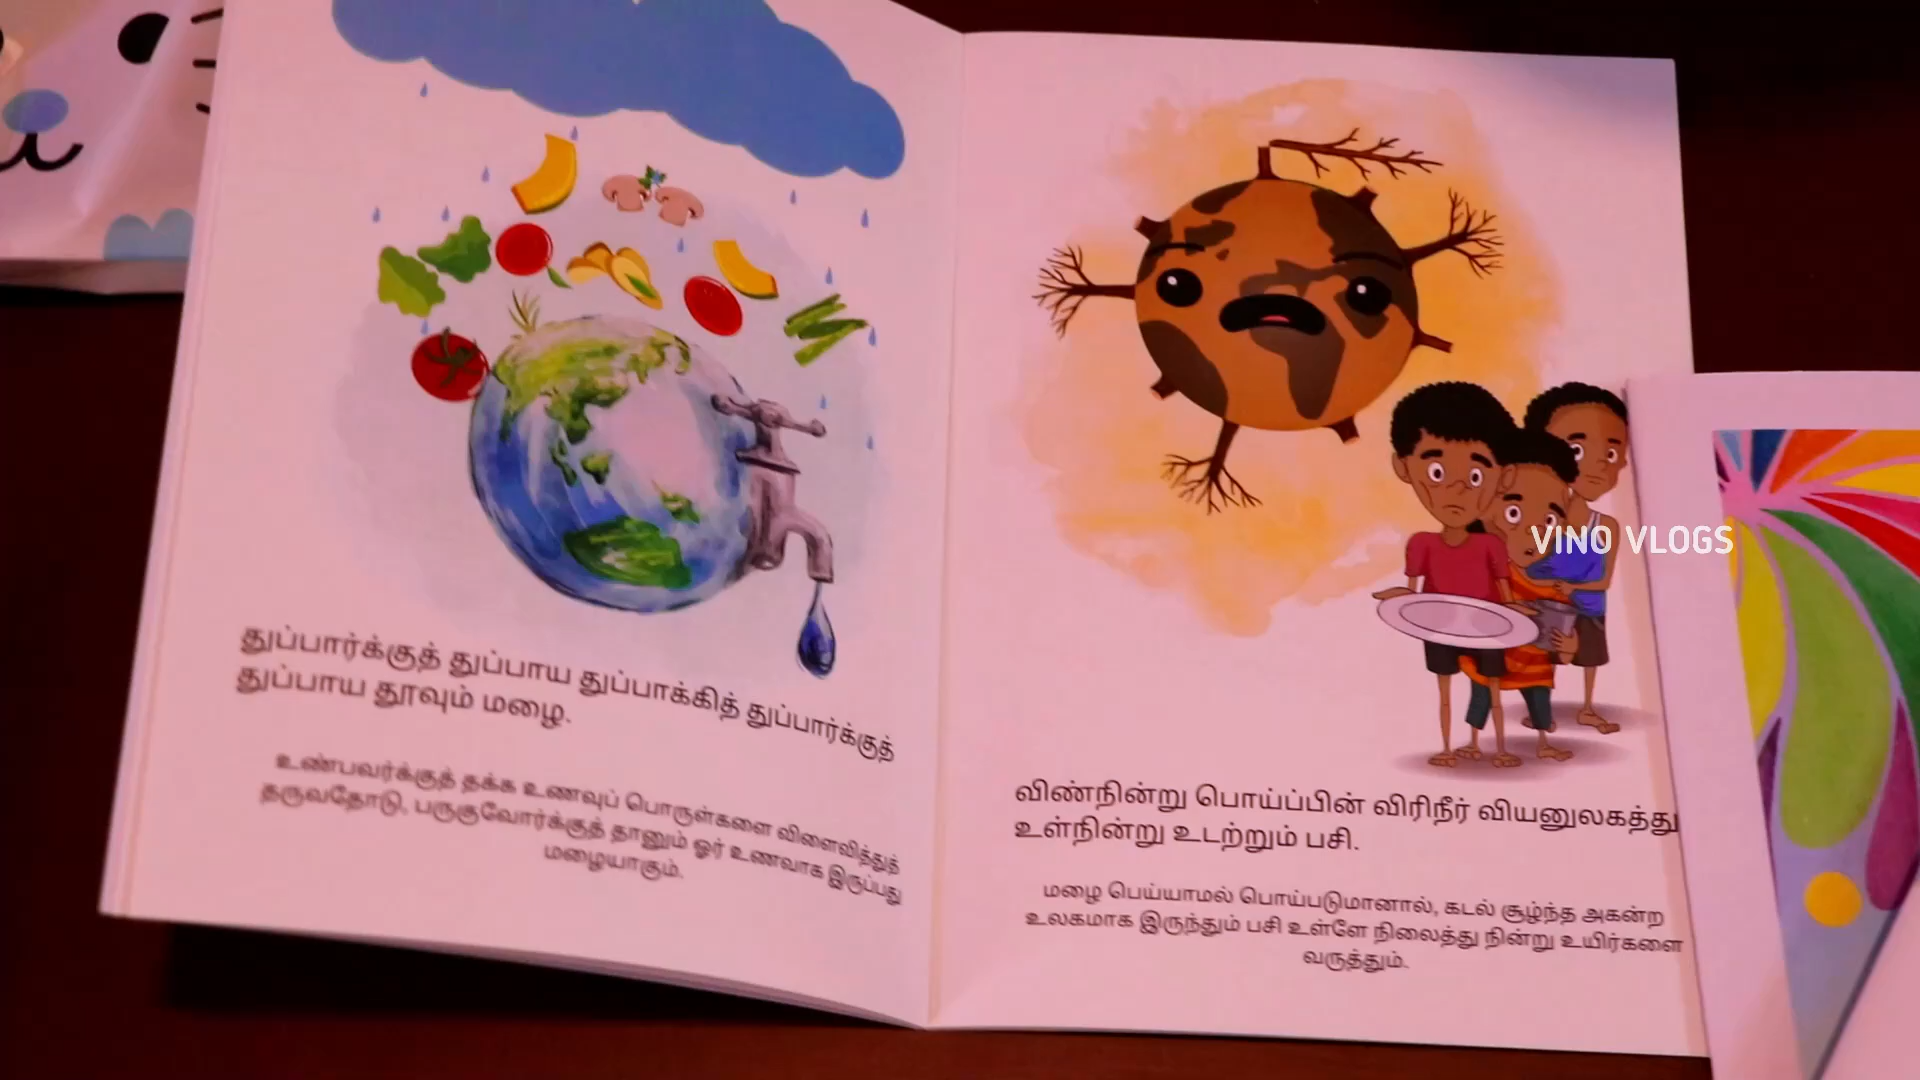 துப்பார்க்குத் துப்பாய துப்பாக்கித் துப்பார்க்குத்
துப்பாய தூவும் மழை.
உண்பவர்க்குத் தக்க உணவுப் பொருள்களை விளைவித்துத்
தருவதோடு, பருகுவோர்க்குத் தானும் ஓர் உணவாக இருப்பது
மழையாகும்.
விண்நின்று பொய்ப்பின் விரிநீர் வியனுலகத்து
உள்நின்று உடற்றும் பசி.
மழை பெய்யாமல் பொய்படுமானால், கடல் சூழ்ந்த அகன்ற
உலகமாக இருந்தும் பசி உள்ளே நிலைத்து நின்று உயிர்களை
வருத்தும்.
VINO VLOGS